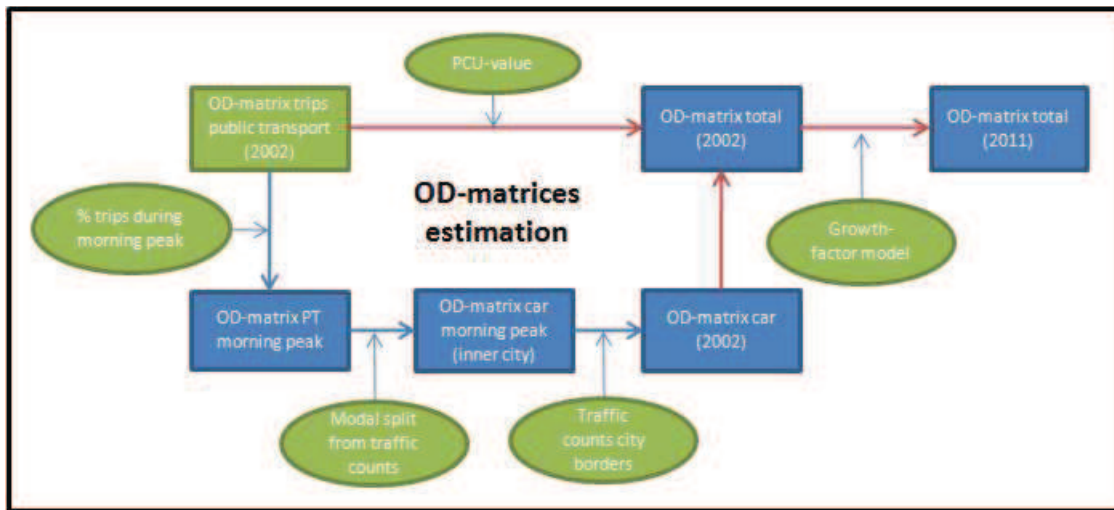 PCU-value
OD-matrix trips
public transport
(2002)
OD-matrix total
(2002)
OD-matrix total
(2011)
OD-matrices
estimation
% trips during
morning peak
Growth-
factor model
OD-matrix PT
morning peak
OD-matrix car
morning peak
(inner city)
OD-matrix car
(2002)
Modal split
from traffic
counts
Traffic
counts city
borders